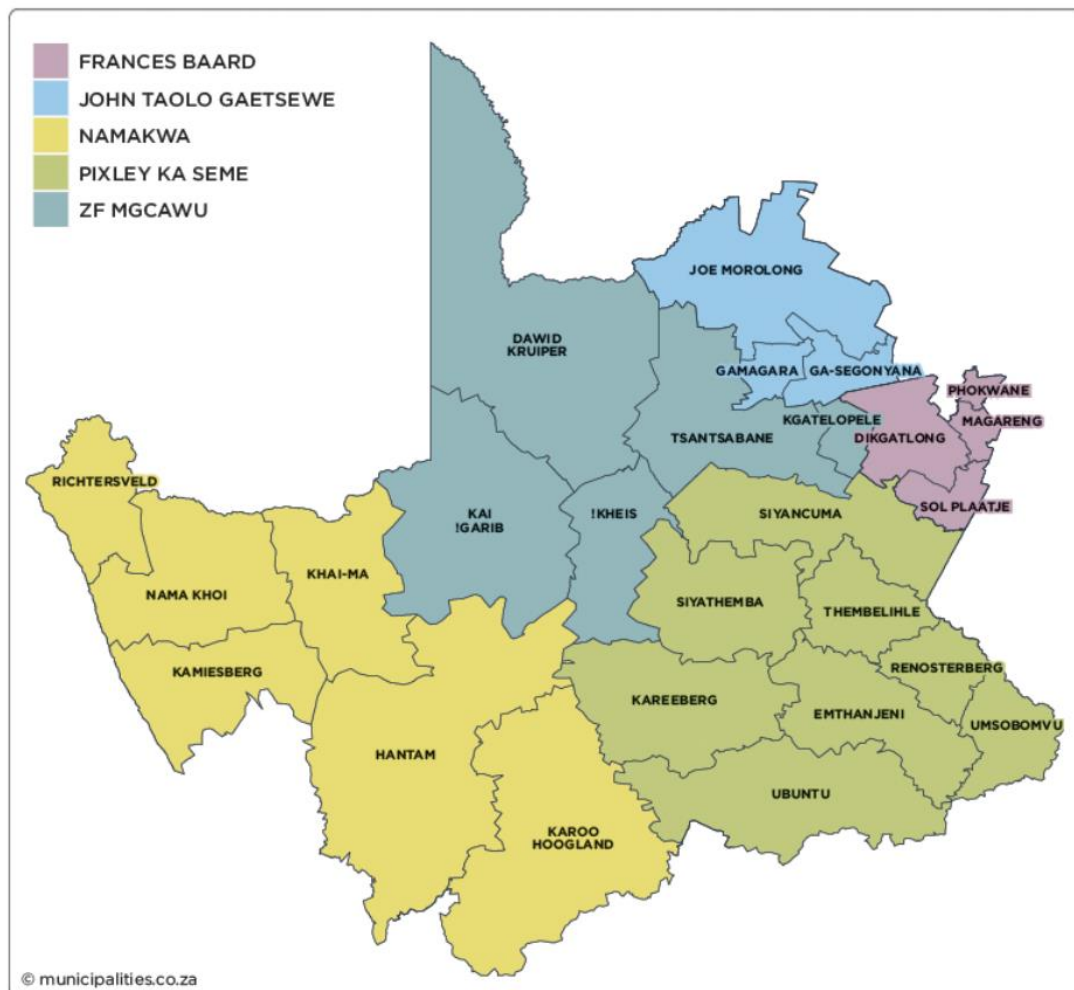 FRANCES BAARD
JOHN TAOLO GAETSEWE
NAMAKWA
PIXLEY KA SEME
ZF MGCAWU
JOE MOROLONG
DAWID
KRUIPER
GAMAGARA
GA-SEGONYANA
PHOKWANE
KGATELOPELE
MAGARENG
TSANTSABANE
DIKGATLONG
RICHTERSVELD
SOL PLAATJE
KAI
!GARIB
!KHEIS
SIYANCUMA
KHAI-MA
NAMA KHOI
SIYATHEMBA
THEMBELIHLE
RENOSTERBERG
KAMIESBERG
KAREEBERG
EMTHANJENI
UMSOBOMVU
HANTAM
UBUNTU
KAROO
HOOGLAND
© municipalities.co.za